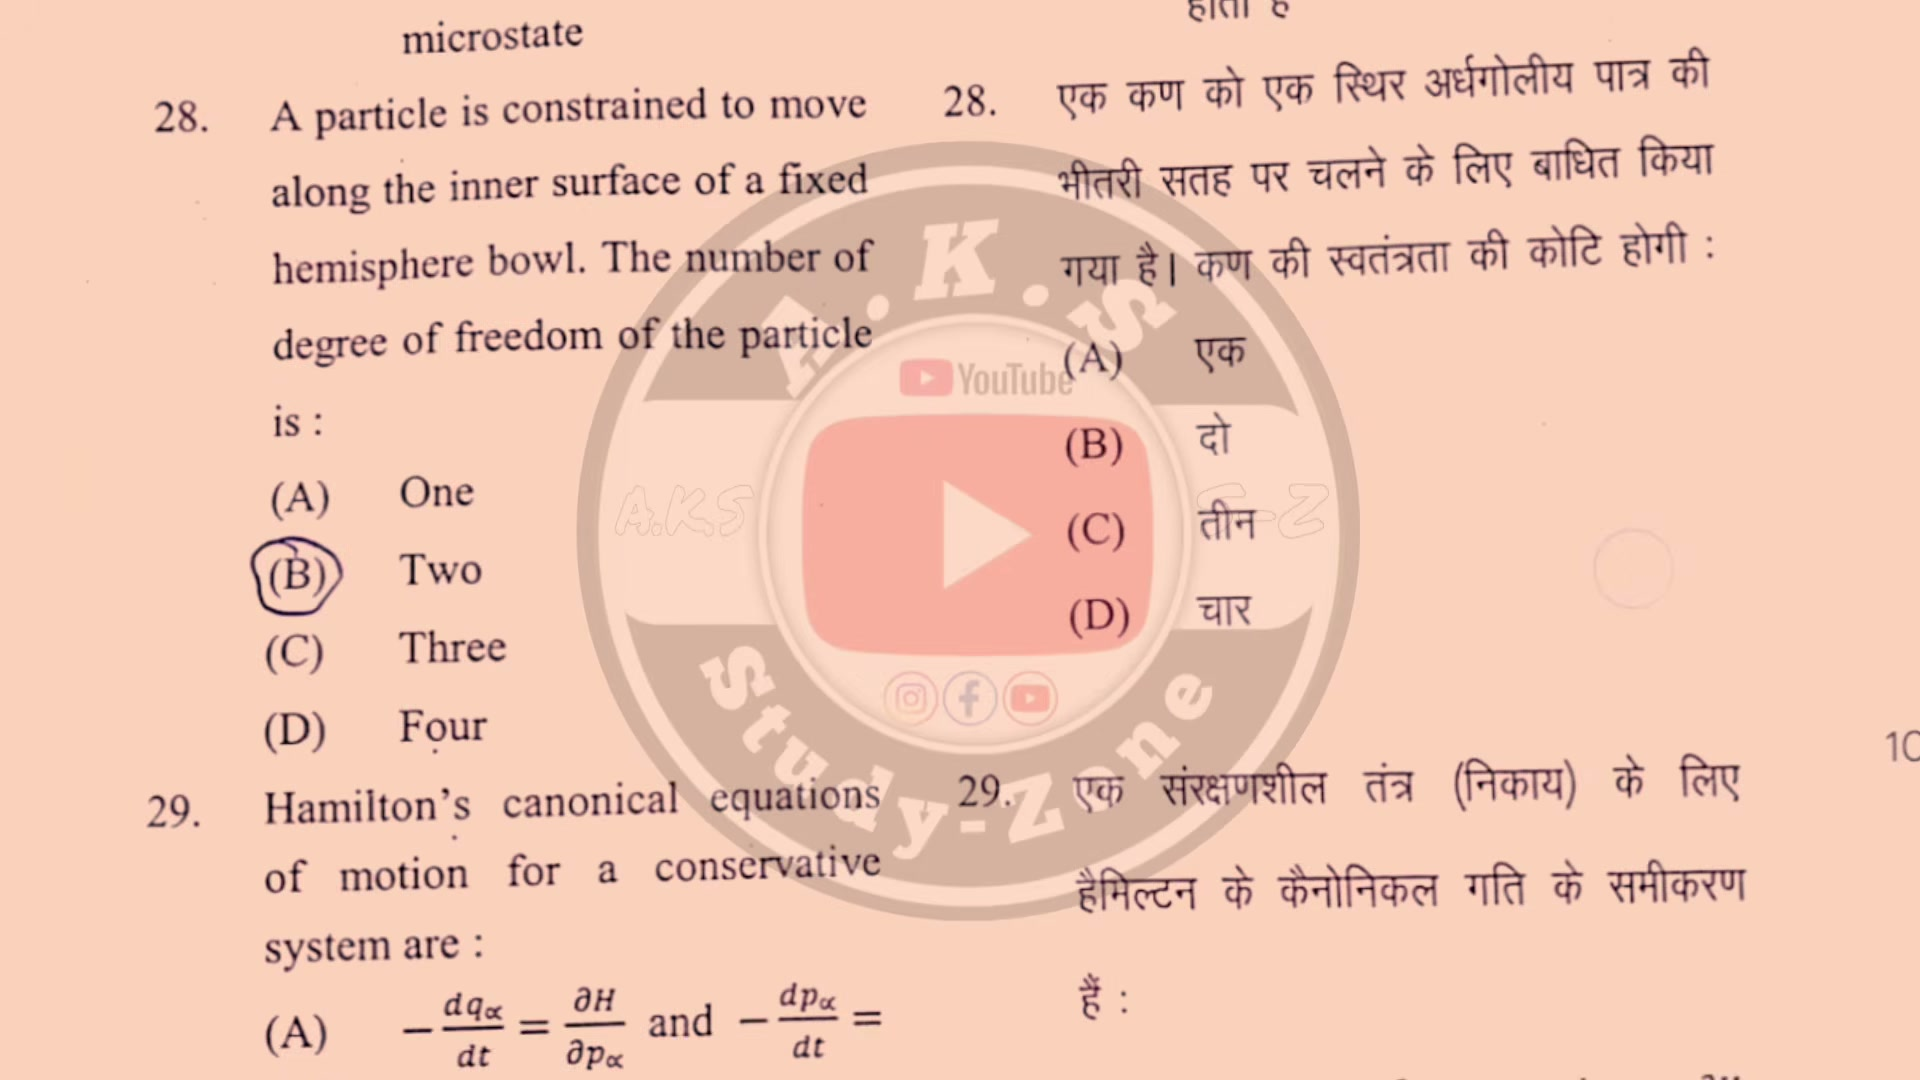 microstate
28. A particle is constrained to move
along the inner surface of a fixed
hemisphere bowl. The number of
degree of freedom of the particle
is :
(A) One
(B) Two
(C) Three
(D) Four
29. Hamilton's canonical equations
of motion for a conservative
system are :
(A) −dqα/dt = ∂H/∂pα and −dpα/dt =
होता है
28. एक कण को एक स्थिर अर्धगोलीय पात्र की
भीतरी सतह पर चलने के लिए बाधित किया
गया है। कण की स्वतंत्रता की कोटि होगी :
(A) एक
(B) दो
(C) तीन
(D) चार
29. एक संरक्षणशील तंत्र (निकाय) के लिए
हैमिल्टन के कैनोनिकल गति के समीकरण
हैं :
10
A.K.S
YouTube
A.K.S S-Z
Study-Zone